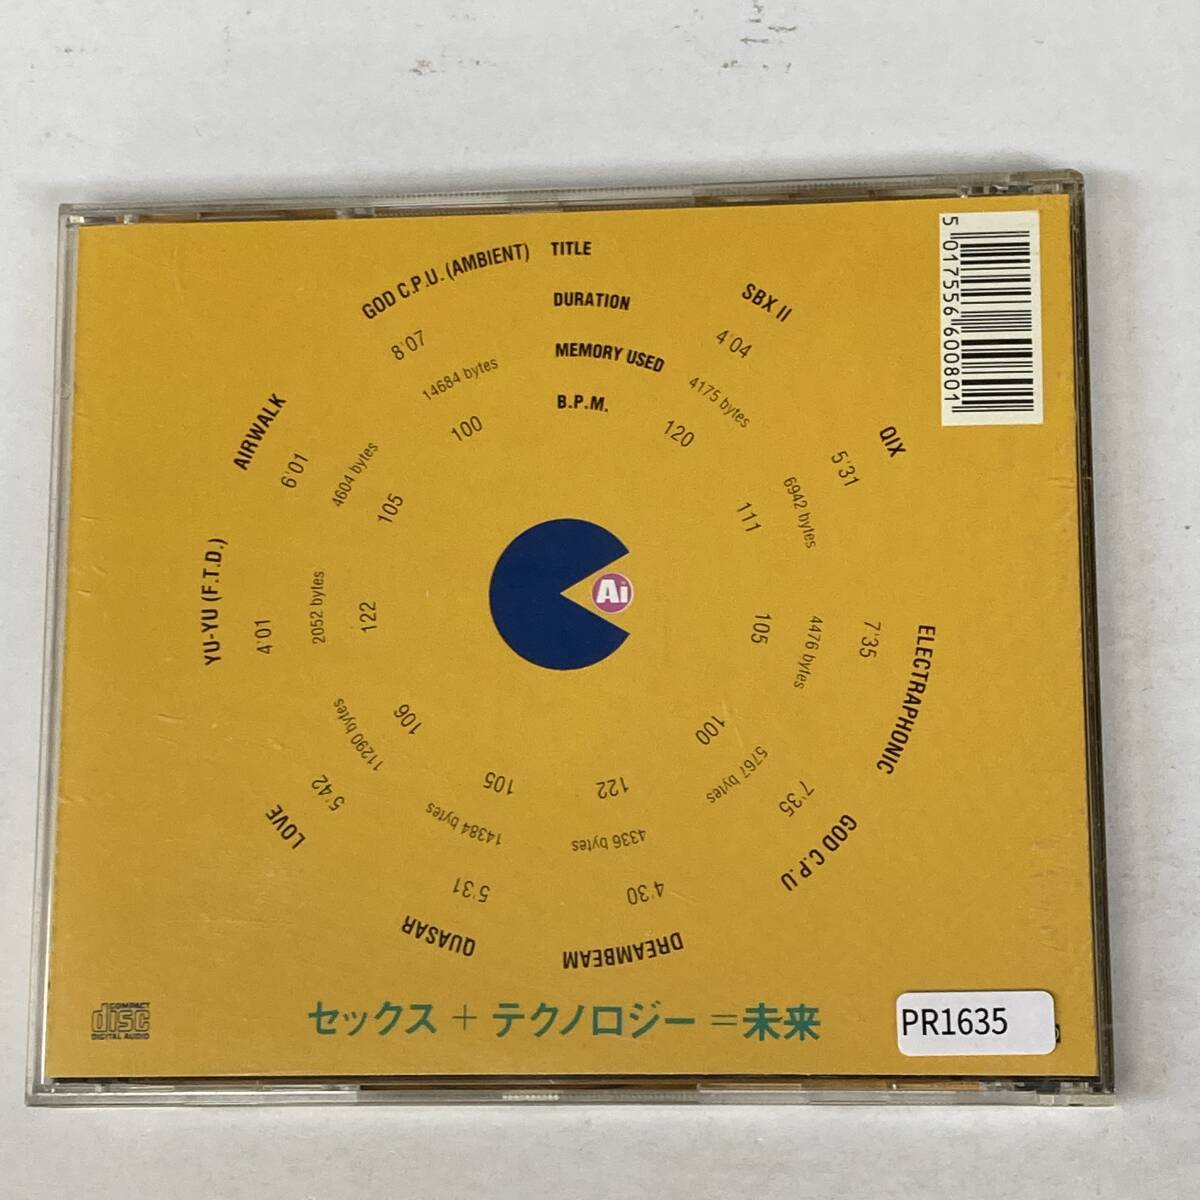 TITLE
DURATION
MEMORY USED
B.P.M.
SBX II
4'04
4175 bytes
120
QIX
5'31
6942 bytes
111
ELECTRAPHONIC
7'35
4476 bytes
105
GOD C.P.U
7'35
5767 bytes
100
DREAMBEAM
4'30
4336 bytes
122
QUASAR
5'31
14384 bytes
105
LOVE
5'42
11290 bytes
106
YU-YU (F.T.D.)
4'01
2052 bytes
122
AIRWALK
6'01
4604 bytes
105
GOD C.P.U. (AMBIENT)
8'07
14684 bytes
100
Ai
5 017556 600801
COMPACT
disc
DIGITAL AUDIO
セックス + テクノロジー = 未来
PR1635